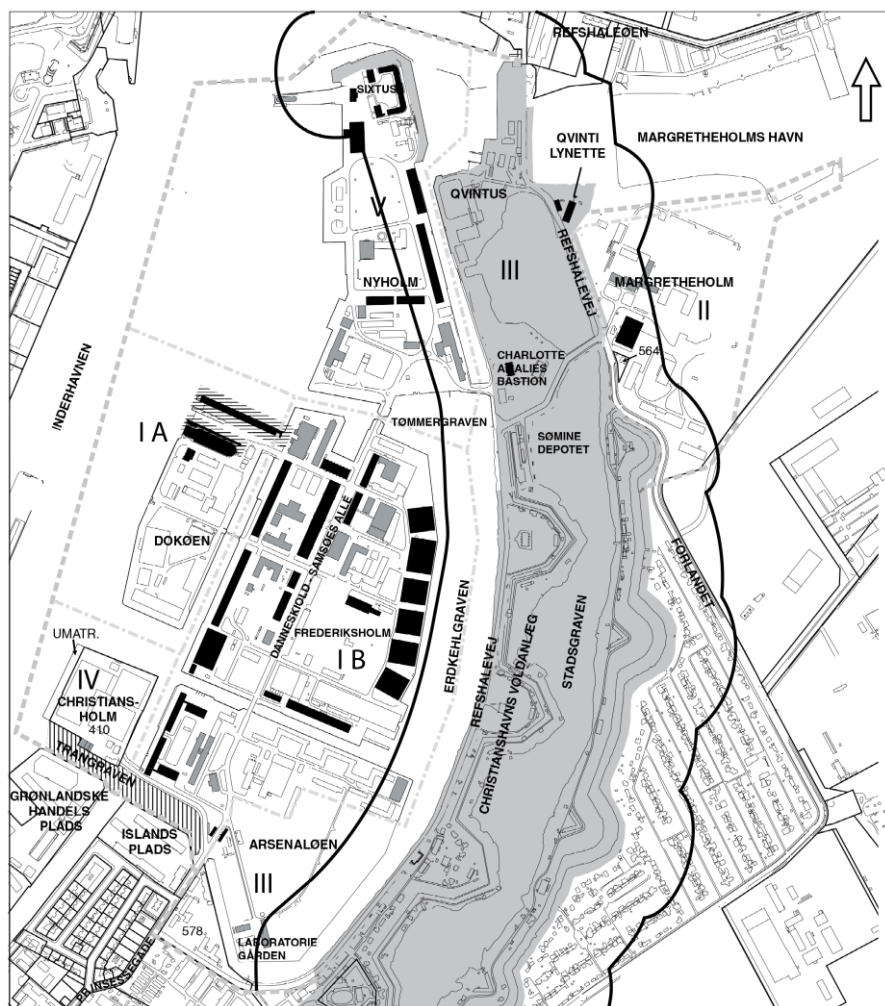 REFSHALEØEN
SIXTUS
QVINTI
LYNETTE
MARGRETHEHOLMS HAVN
V
QVINTUS
REFSHALEVEJ
III
NYHOLM
MARGRETHEHOLM
II
564
CHARLOTTE
AMALIES
BASTION
INDERHAVNEN
I A
TØMMERGRAVEN
SØMINE
DEPOTET
DOKØEN
DANNESKIOLD - SAMSØES ALLÉ
FORLANDET
FREDERIKSHOLM
I B
ERDKEHLGRAVEN
REFSHALEVEJ
CHRISTIANSHAVNS VOLDANLÆG
STADSGRAVEN
UMATR.
IV
CHRISTIANS-
HOLM
410
TRANGRAVEN
GRØNLANDSKE
HANDELS
PLADS
ISLANDS
PLADS
ARSENALØEN
III
578
LABORATORIE
GÅRDEN
PRINSESSEGADE